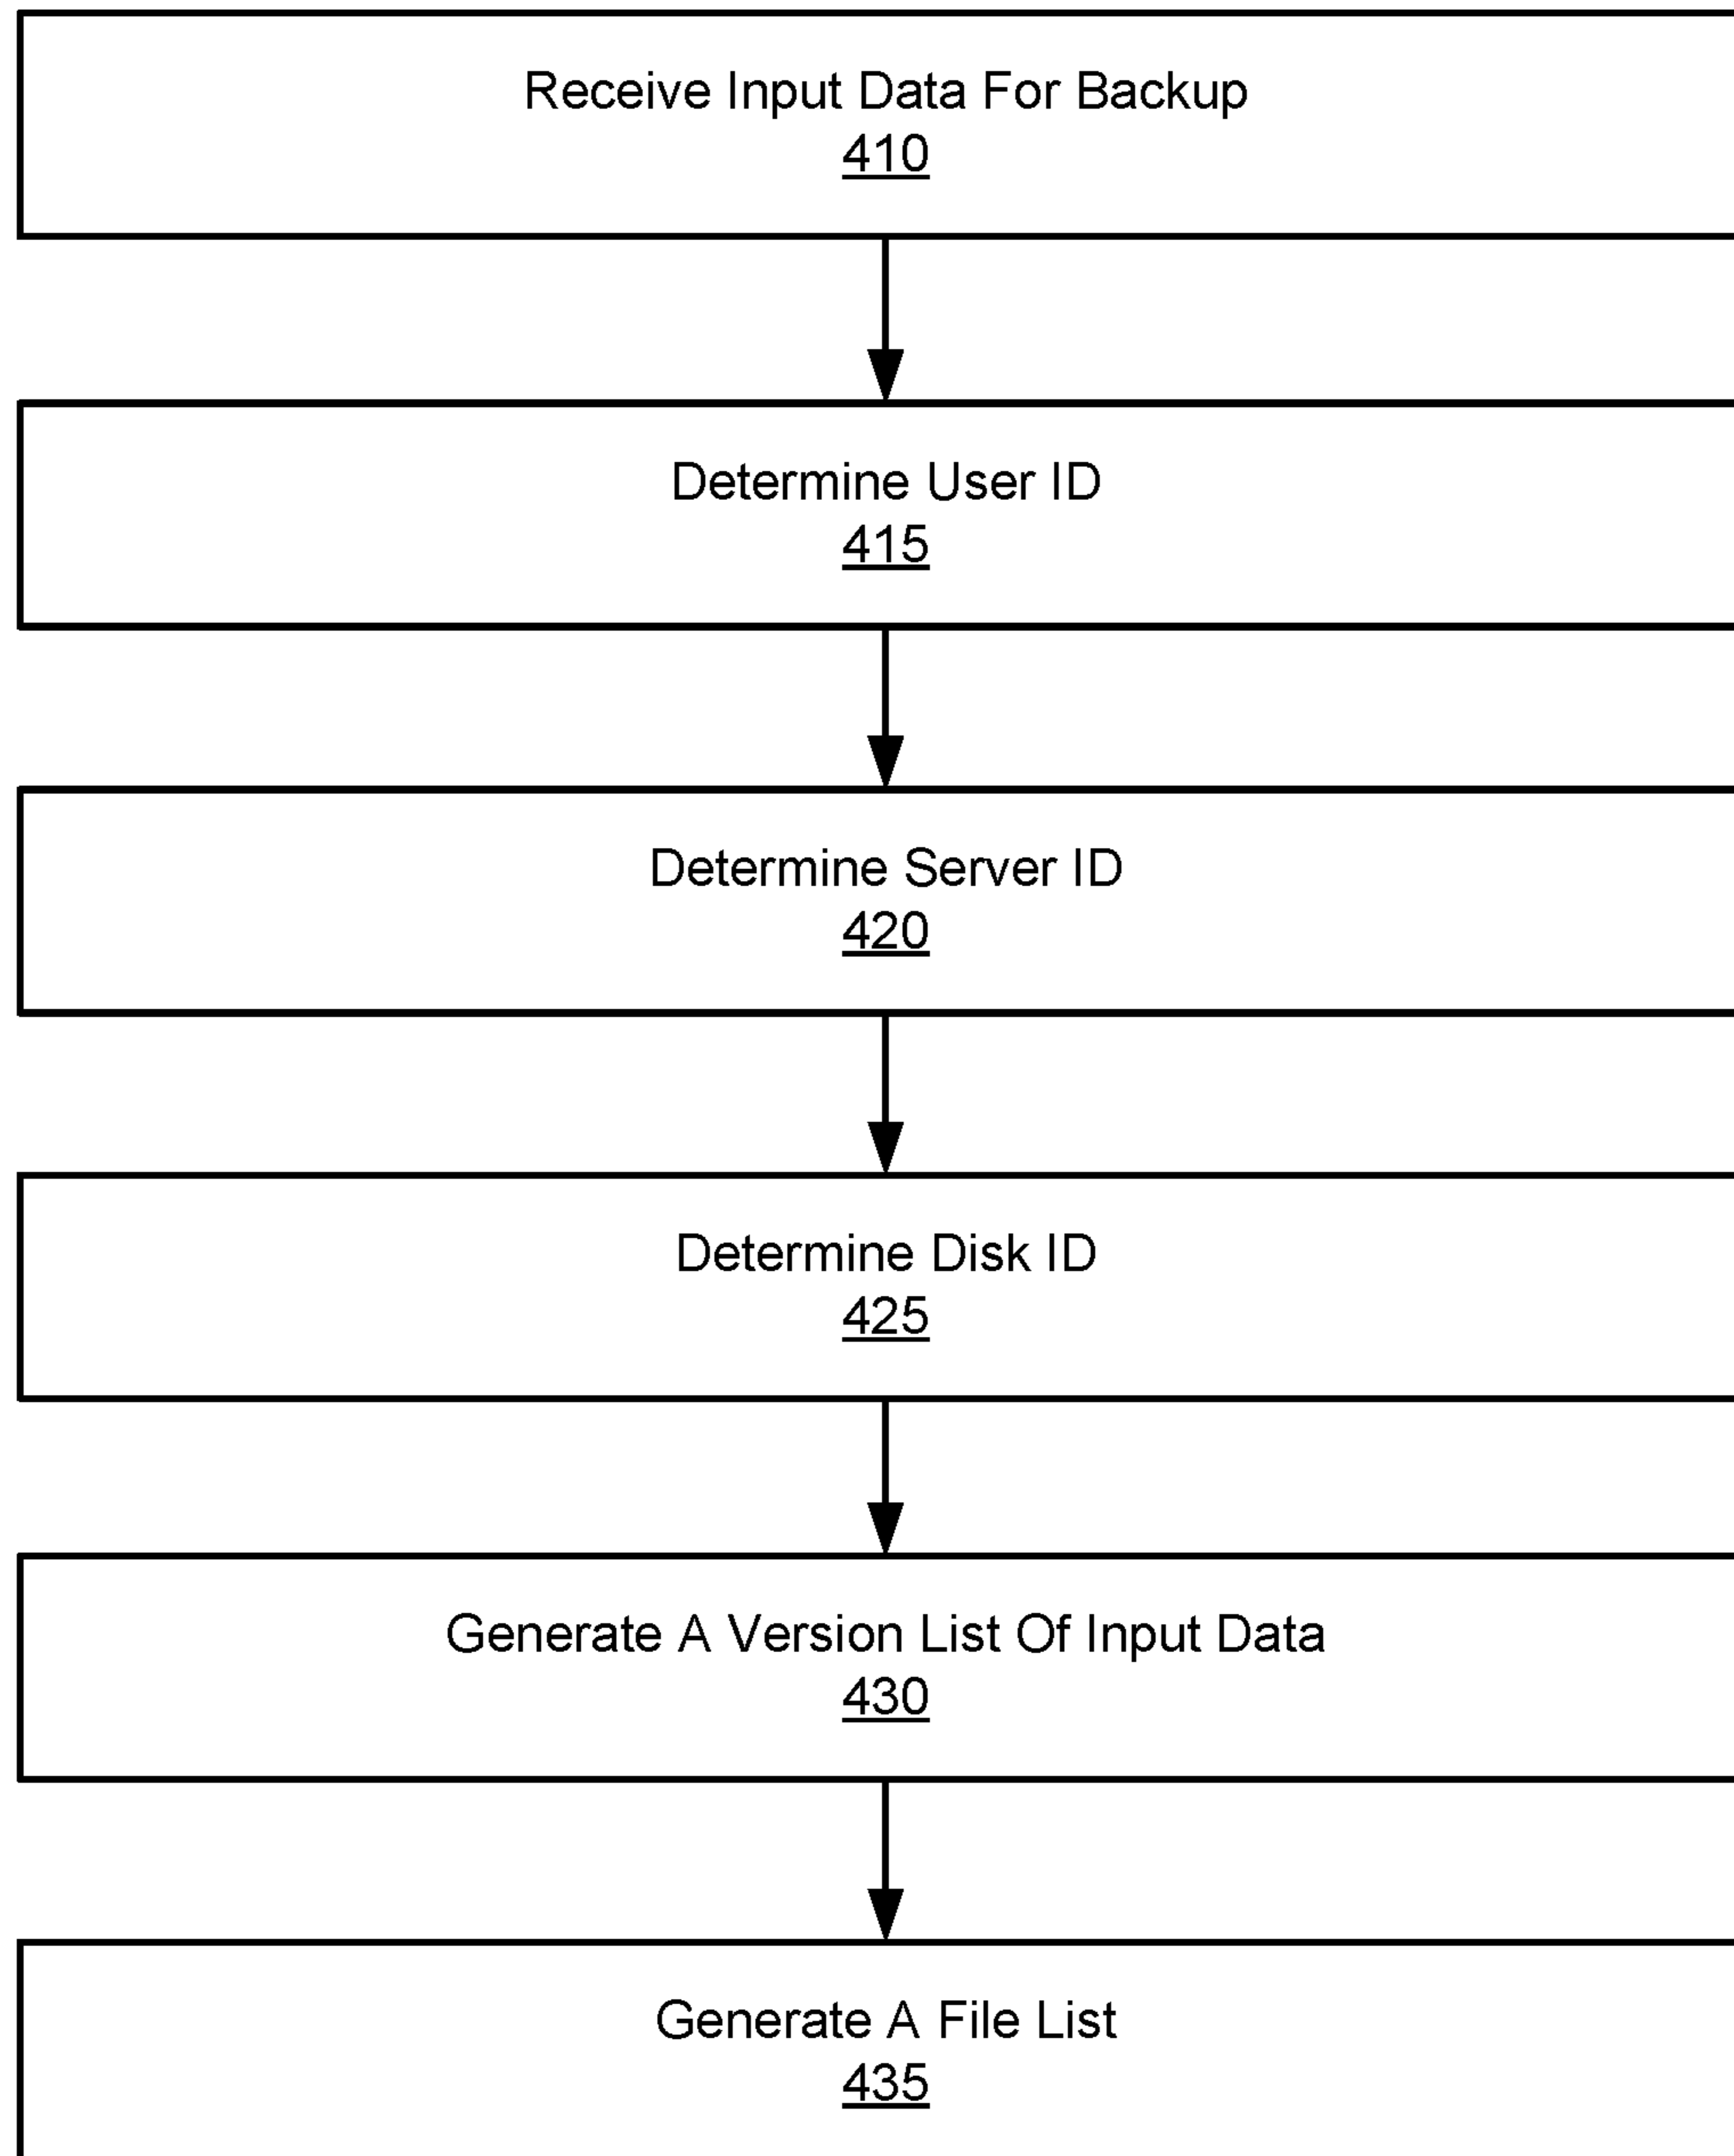 Receive Input Data For Backup
410
Determine User ID
415
Determine Server ID
420
Determine Disk ID
425
Generate A Version List Of Input Data
430
Generate A File List
435